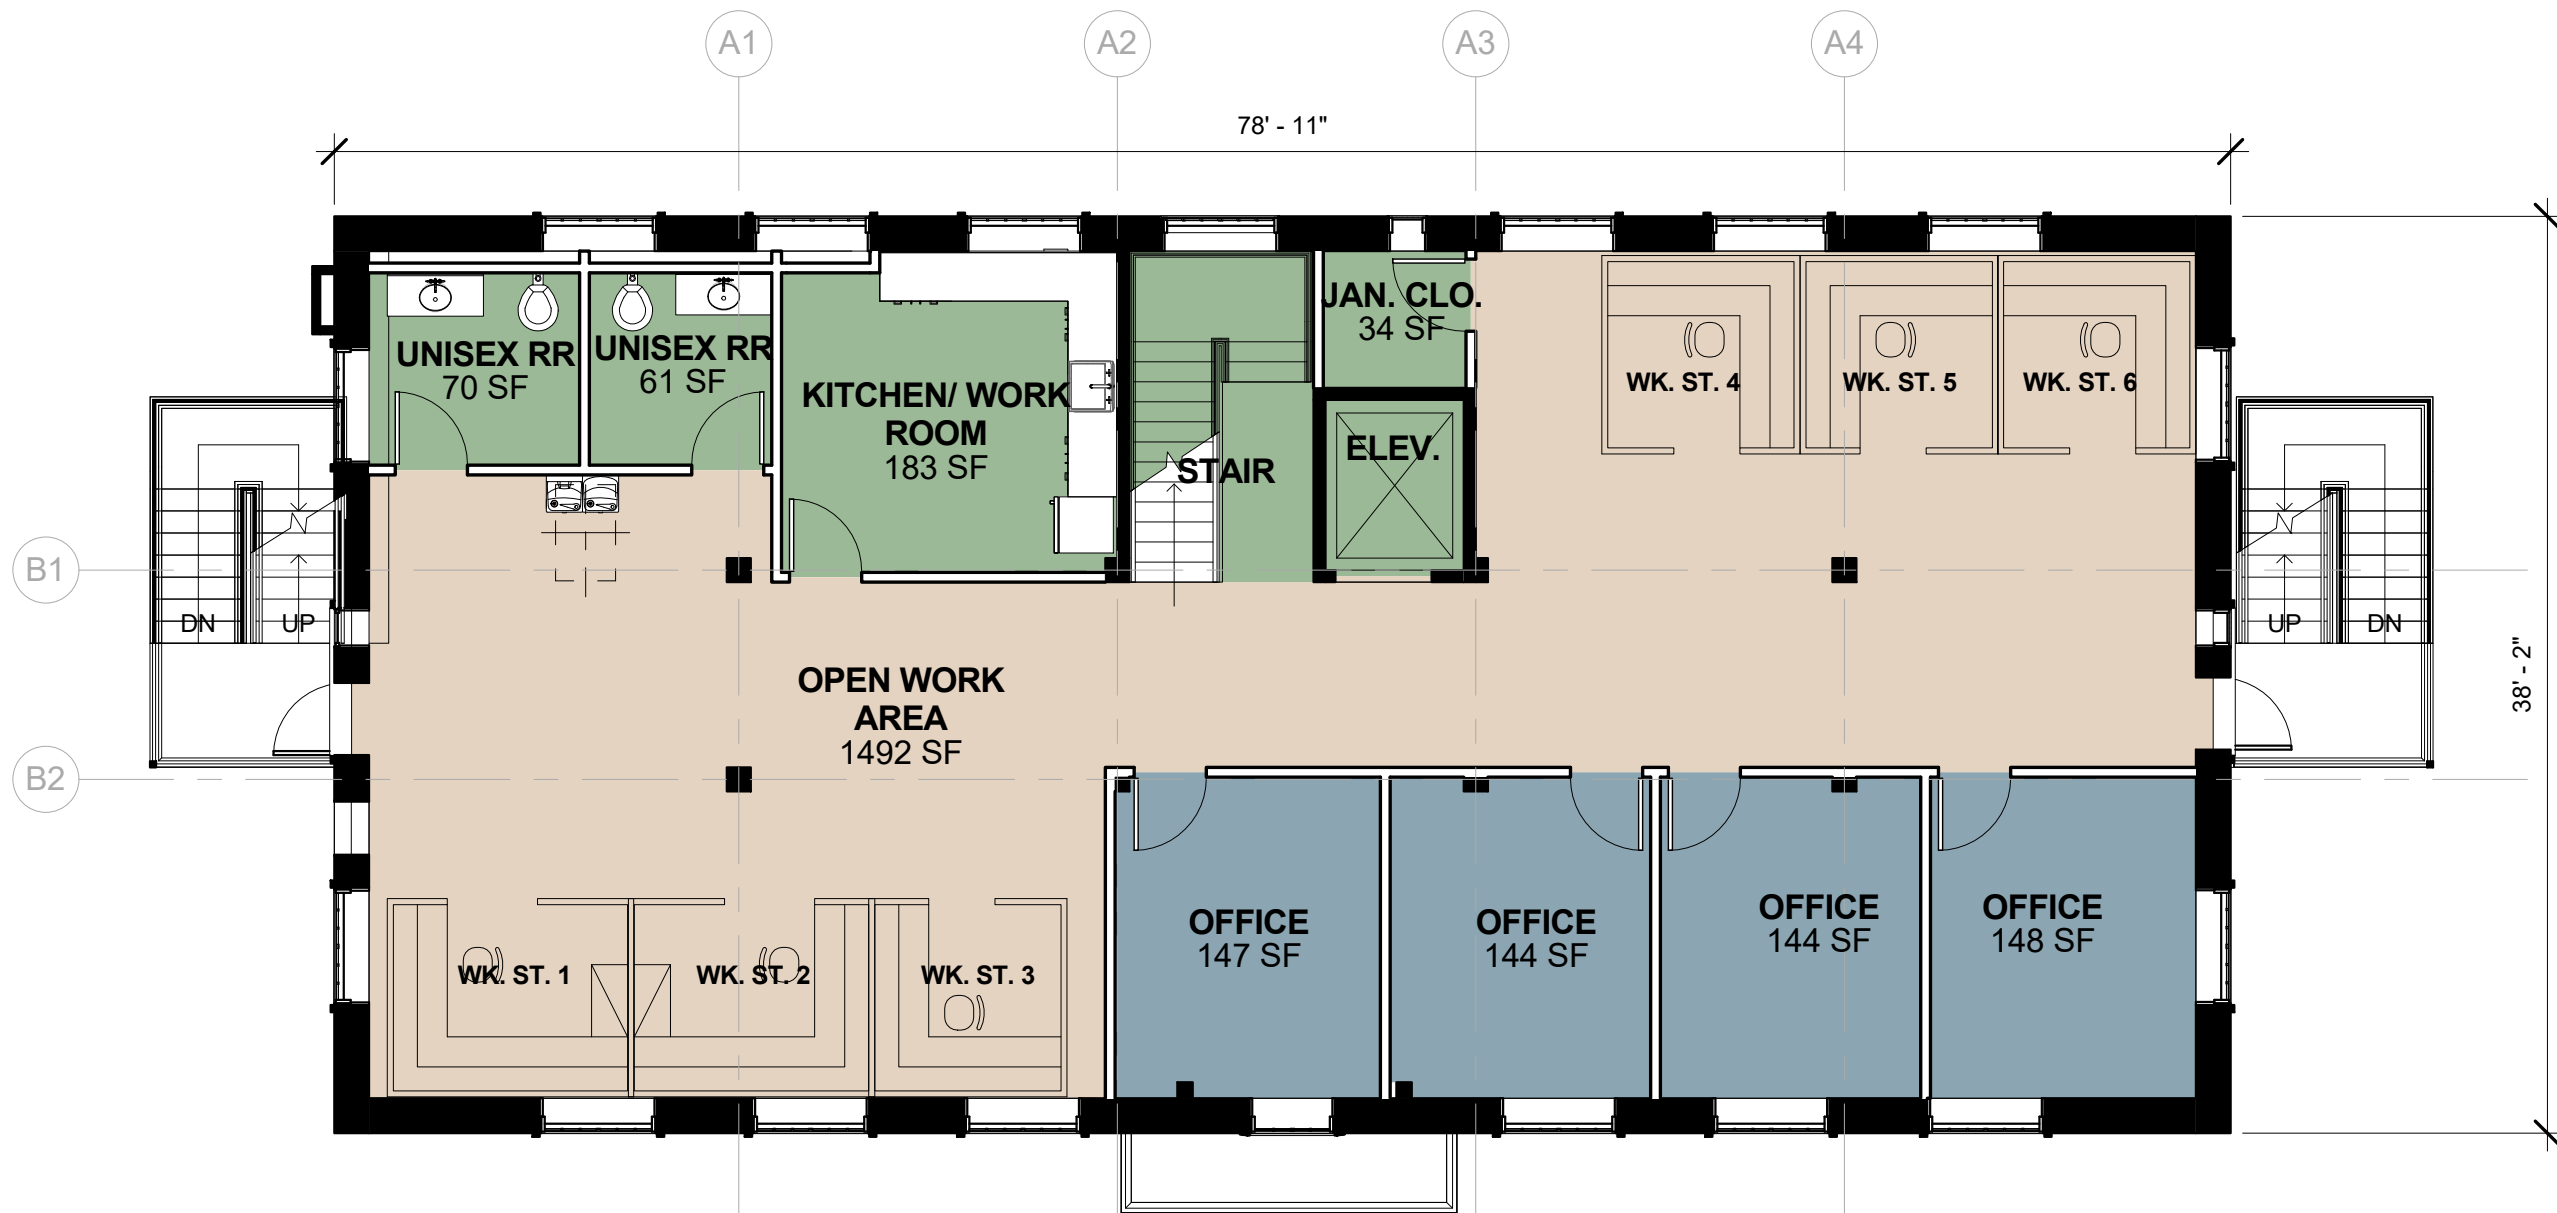 A1
A2
A3
A4
78' - 11"
UNISEX RR
70 SF
UNISEX RR
61 SF
KITCHEN/ WORK
ROOM
183 SF
STAIR
JAN. CLO.
34 SF
ELEV.
WK. ST. 4
WK. ST. 5
WK. ST. 6
B1
DN
UP
UP
DN
38' - 2"
OPEN WORK
AREA
1492 SF
B2
WK. ST. 1
WK. ST. 2
WK. ST. 3
OFFICE
147 SF
OFFICE
144 SF
OFFICE
144 SF
OFFICE
148 SF